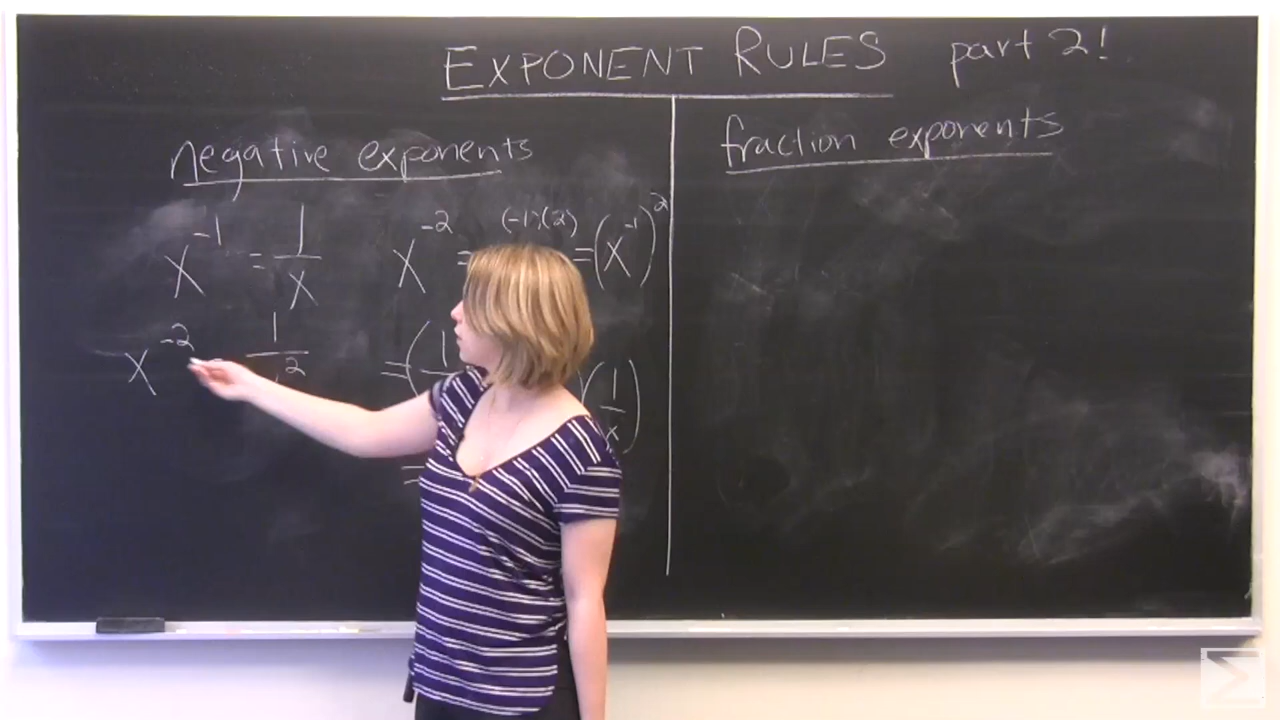 EXPONENT RULES part 2!
negative exponents
x^-1 = 1/x
x^-2 = (-1)(2) = (x^-1)^2
x^-2 = 1/ ^2
= (1
(1/x)
=
fraction exponents